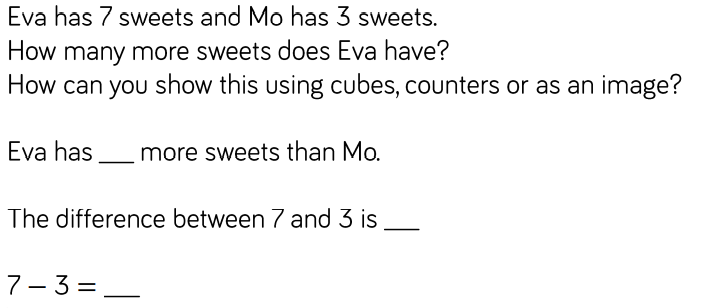 Eva has 7 sweets and Mo has 3 sweets.
How many more sweets does Eva have?
How can you show this using cubes, counters or as an image?
Eva has ___ more sweets than Mo.
The difference between 7 and 3 is ___
7 – 3 = ___